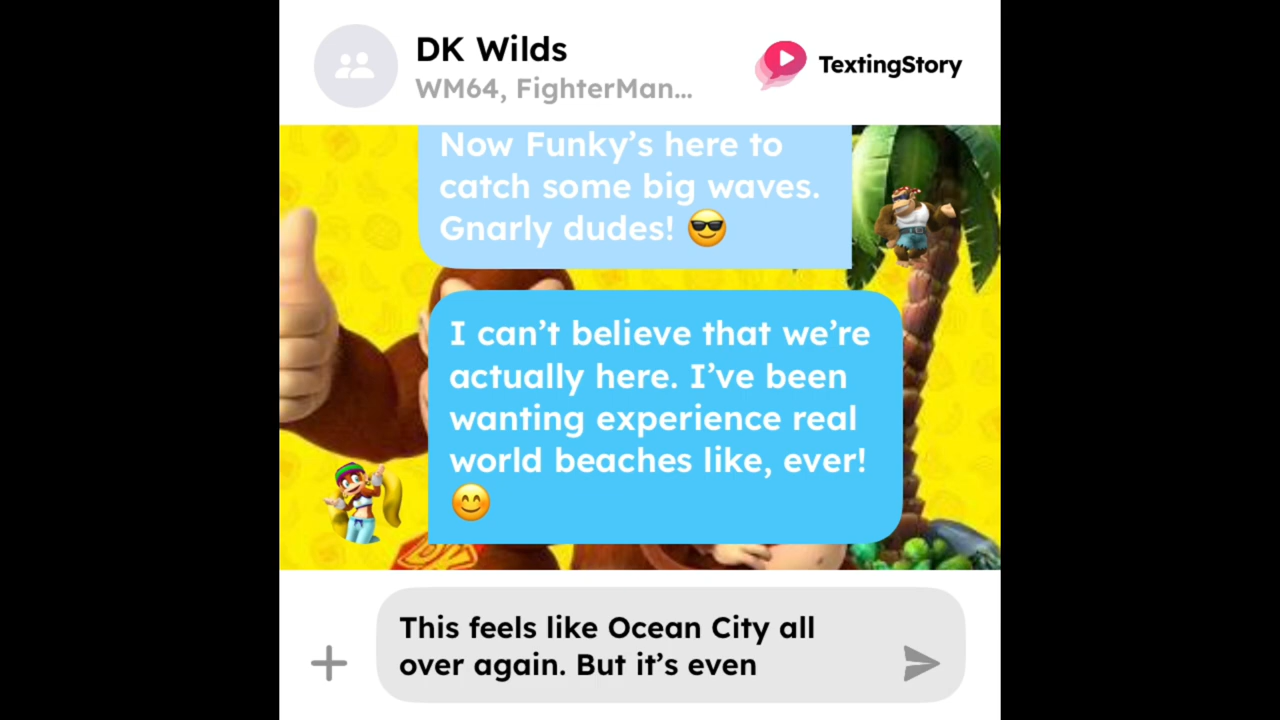 DK Wilds
WM64, FighterMan...
TextingStory
Now Funky’s here to
catch some big waves.
Gnarly dudes! 😎
I can’t believe that we’re
actually here. I’ve been
wanting experience real
world beaches like, ever!
😊
DK
This feels like Ocean City all
over again. But it’s even